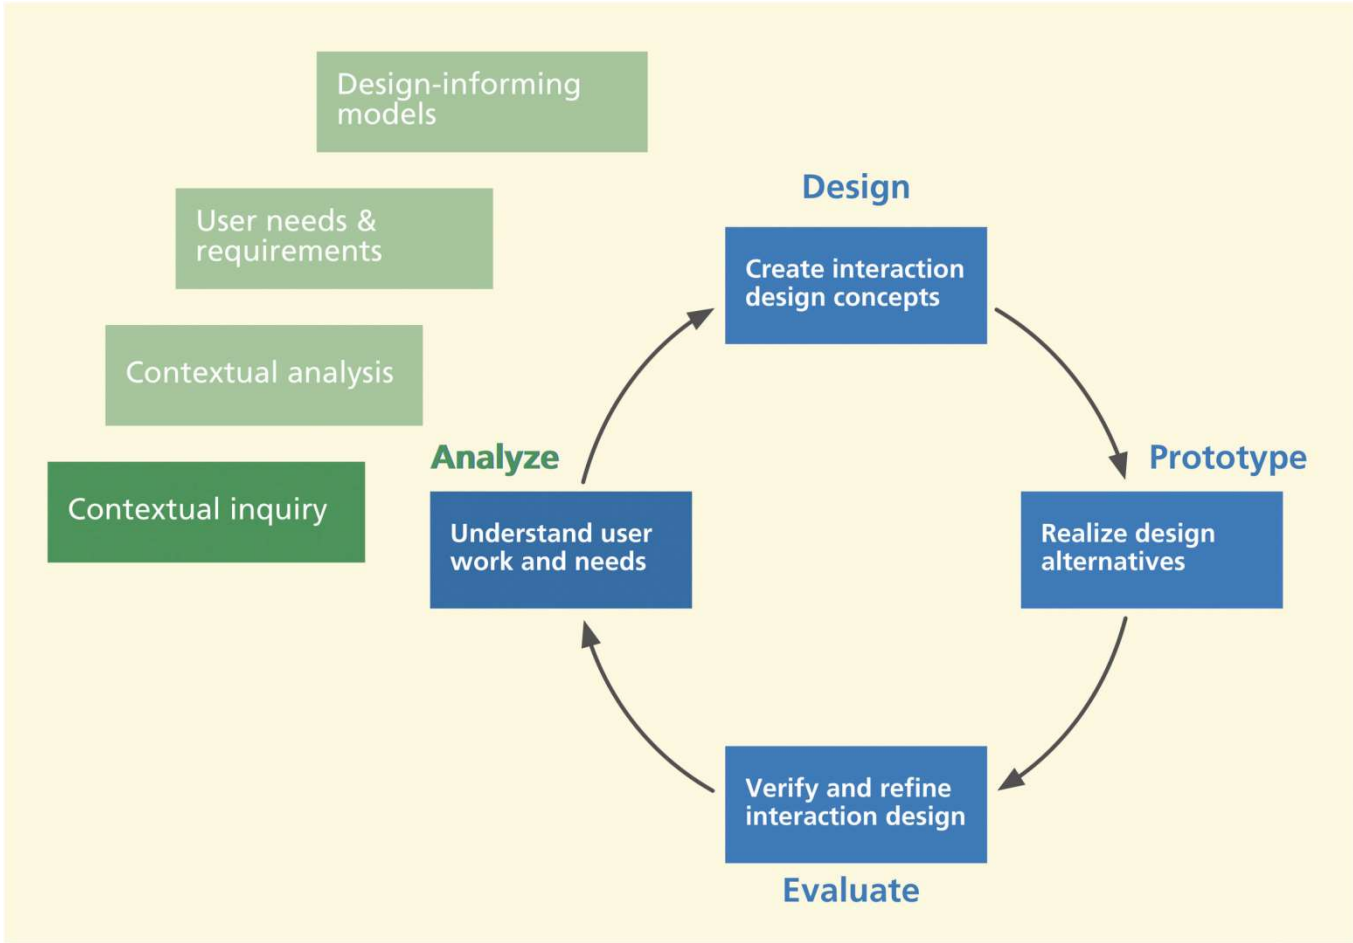 Design-informing
models
User needs &
requirements
Contextual analysis
Contextual inquiry
Design
Create interaction
design concepts
Analyze
Understand user
work and needs
Prototype
Realize design
alternatives
Verify and refine
interaction design
Evaluate